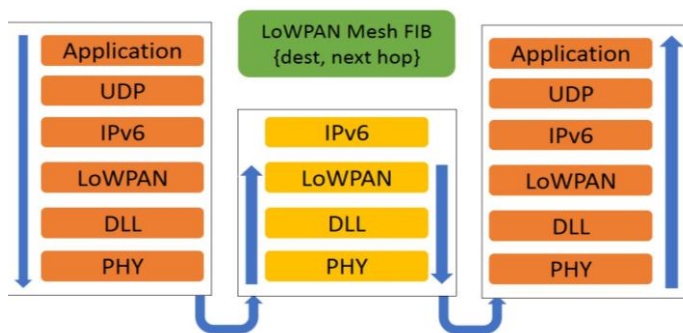 Application
UDP
IPv6
LoWPAN
DLL
PHY
LoWPAN Mesh FIB
{dest, next hop}
IPv6
LoWPAN
DLL
PHY
Application
UDP
IPv6
LoWPAN
DLL
PHY